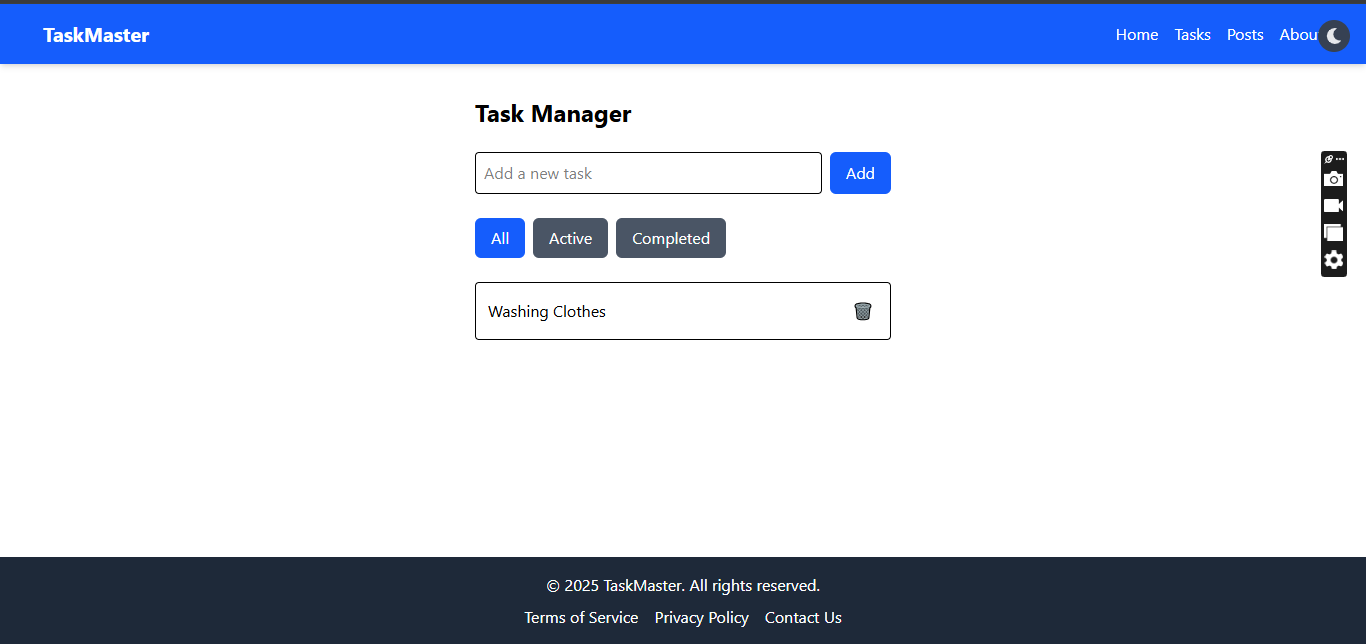 TaskMaster
Home Tasks Posts Abou
Task Manager
Add a new task
Add
All Active Completed
Washing Clothes
© 2025 TaskMaster. All rights reserved.
Terms of Service Privacy Policy Contact Us